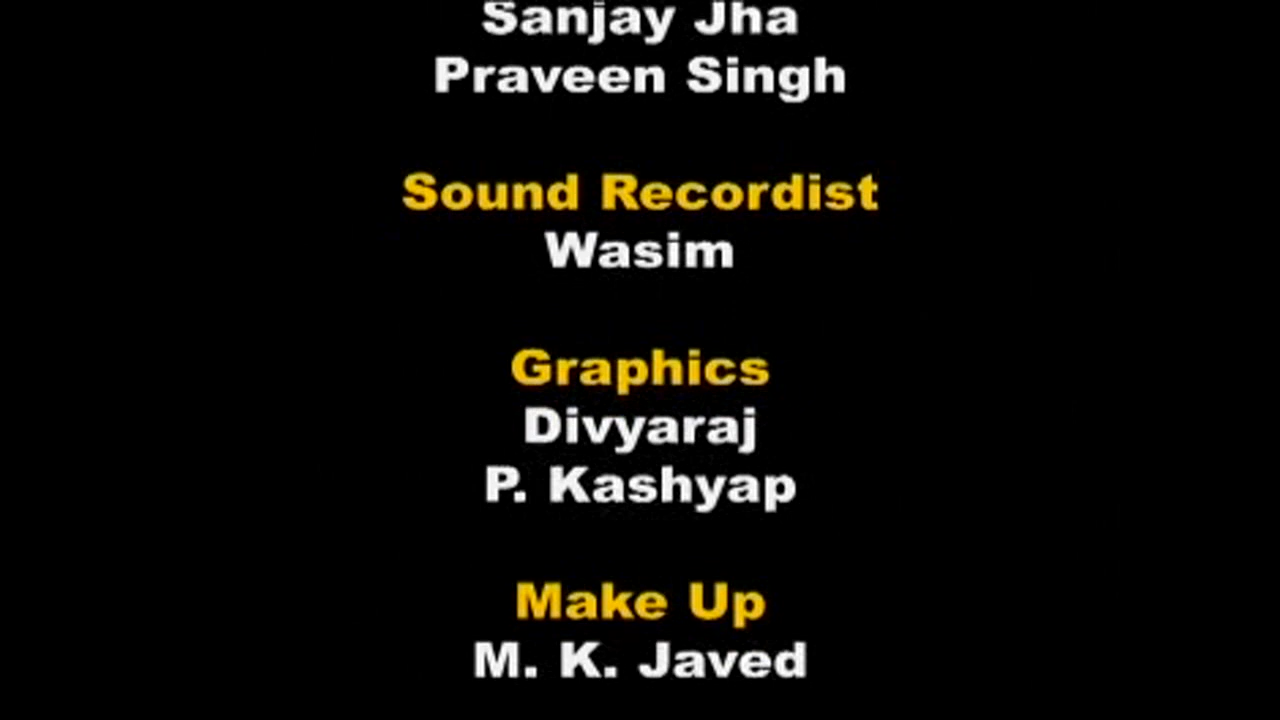 Sanjay Jha
Praveen Singh
Sound Recordist
Wasim
Graphics
Divyaraj
P. Kashyap
Make Up
M. K. Javed